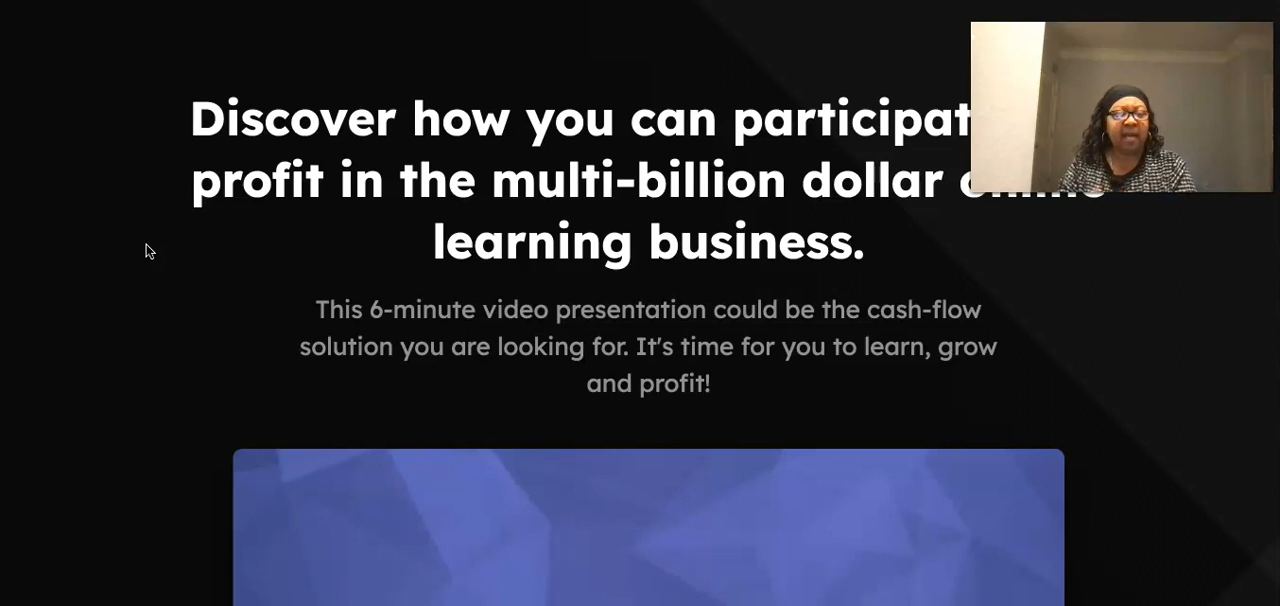 Discover how you can participat
profit in the multi-billion dollar
learning business.
This 6-minute video presentation could be the cash-flow
solution you are looking for. It's time for you to learn, grow
and profit!